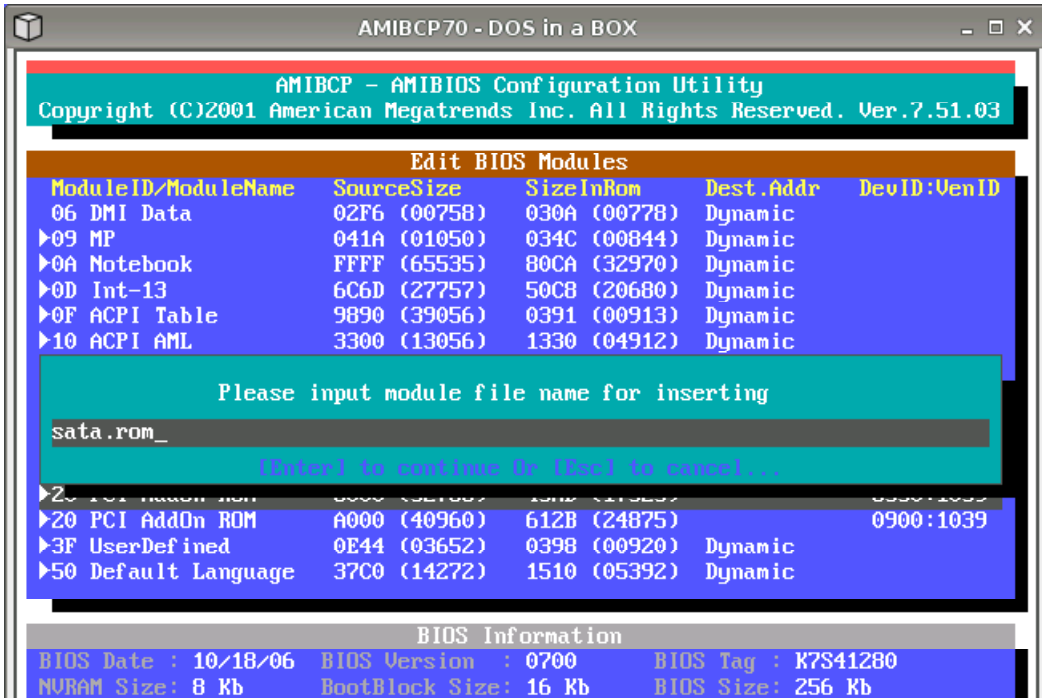 AMIBCP70 - DOS in a BOX
AMIBCP - AMIBIOS Configuration Utility
Copyright (C)2001 American Megatrends Inc. All Rights Reserved. Ver.7.51.03
Edit BIOS Modules
ModuleID/ModuleName SourceSize SizeInRom Dest.Addr DevID:VenID
06 DMI Data 02F6 (00758) 030A (00778) Dynamic
▶09 MP 041A (01050) 034C (00844) Dynamic
▶0A Notebook FFFF (65535) 80CA (32970) Dynamic
▶0D Int-13 6C6D (27757) 50C8 (20680) Dynamic
▶0F ACPI Table 9890 (39056) 0391 (00913) Dynamic
▶10 ACPI AML 3300 (13056) 1330 (04912) Dynamic
Please input module file name for inserting
sata.rom_
[Enter] to continue Or [Esc] to cancel...
▶20 PCI AddOn ROM A000 (40960) 612B (24875) 0900:1039
▶3F UserDefined 0E44 (03652) 0398 (00920) Dynamic
▶50 Default Language 37C0 (14272) 1510 (05392) Dynamic
BIOS Information
BIOS Date : 10/18/06 BIOS Version : 0700 BIOS Tag : K7S41280
NVRAM Size: 8 Kb BootBlock Size: 16 Kb BIOS Size: 256 Kb